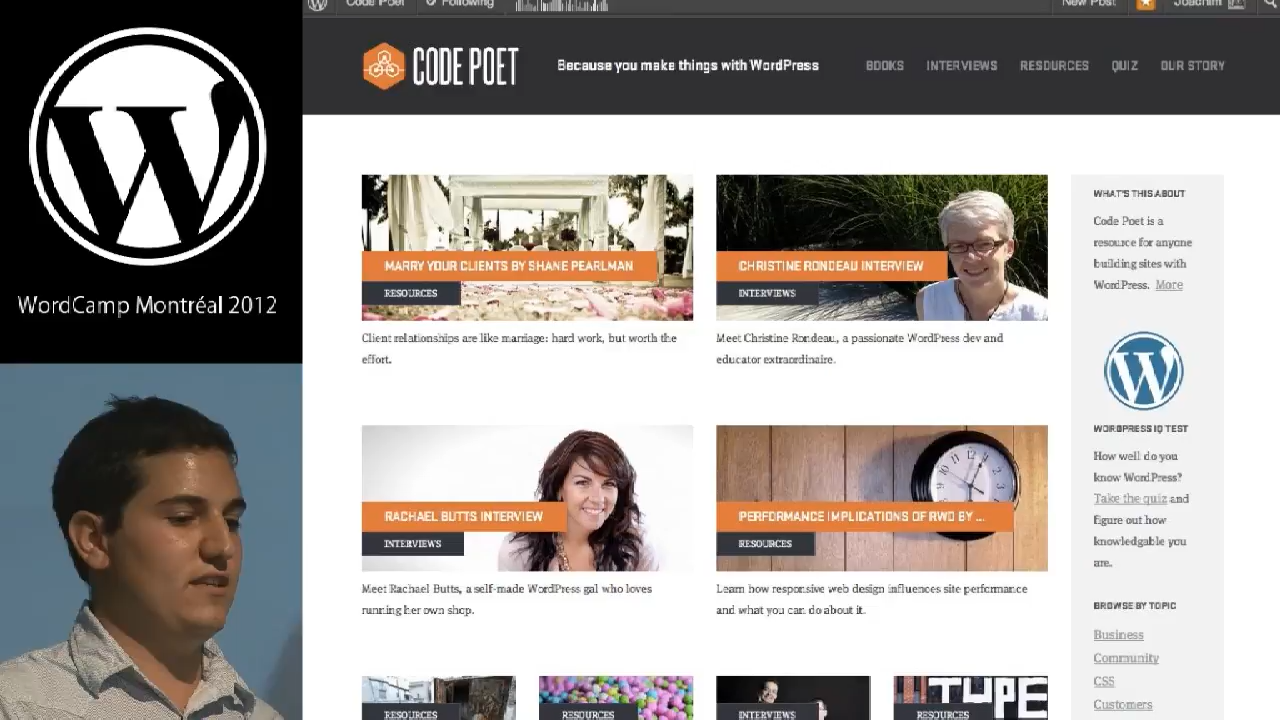 Code Poet
Following
New Post
Joachim
CODE POET
Because you make things with WordPress
BOOKS
INTERVIEWS
RESOURCES
QUIZ
OUR STORY
WordCamp Montréal 2012
MARRY YOUR CLIENTS BY SHANE PEARLMAN
RESOURCES
Client relationships are like marriage: hard work, but worth the
effort.
CHRISTINE RONDEAU INTERVIEW
INTERVIEWS
Meet Christine Rondeau, a passionate WordPress dev and
educator extraordinaire.
RACHAEL BUTTS INTERVIEW
INTERVIEWS
Meet Rachael Butts, a self-made WordPress gal who loves
running her own shop.
PERFORMANCE IMPLICATIONS OF RWD BY ...
RESOURCES
Learn how responsive web design influences site performance
and what you can do about it.
RESOURCES
RESOURCES
INTERVIEWS
TYPE
RESOURCES
WHAT'S THIS ABOUT
Code Poet is a
resource for anyone
building sites with
WordPress. More
WORDPRESS IQ TEST
How well do you
know WordPress?
Take the quiz and
figure out how
knowledgable you
are.
BROWSE BY TOPIC
Business
Community
CSS
Customers